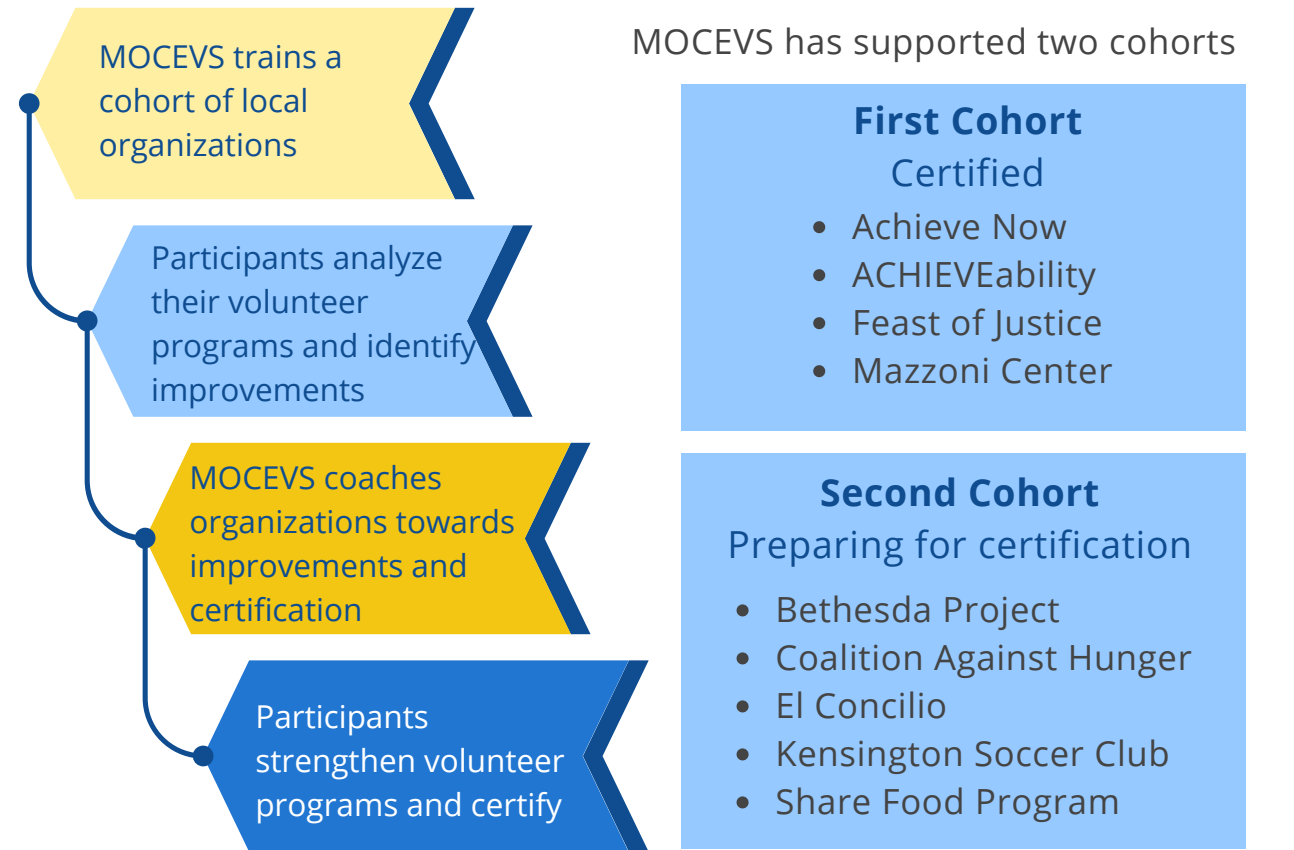 MOCEVS trains a
cohort of local
organizations
Participants analyze
their volunteer
programs and identify
improvements
MOCEVS coaches
organizations towards
improvements and
certification
Participants
strengthen volunteer
programs and certify
MOCEVS has supported two cohorts
First Cohort
Certified
• Achieve Now
• ACHIEVEability
• Feast of Justice
• Mazzoni Center
Second Cohort
Preparing for certification
• Bethesda Project
• Coalition Against Hunger
• El Concilio
• Kensington Soccer Club
• Share Food Program